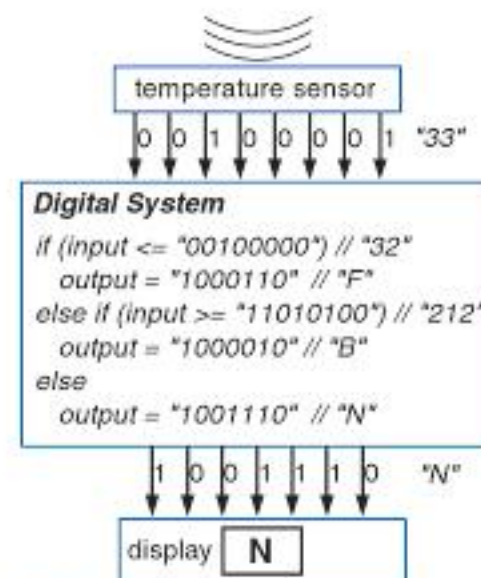 temperature sensor
0 0 1 0 0 0 0 1 "33"
Digital System
if (input <= "00100000") // "32"
output = "1000110" // "F"
else if (input >= "11010100") // "212"
output = "1000010" // "B"
else
output = "1001110" // "N"
1 0 0 1 1 1 0 "N"
display N